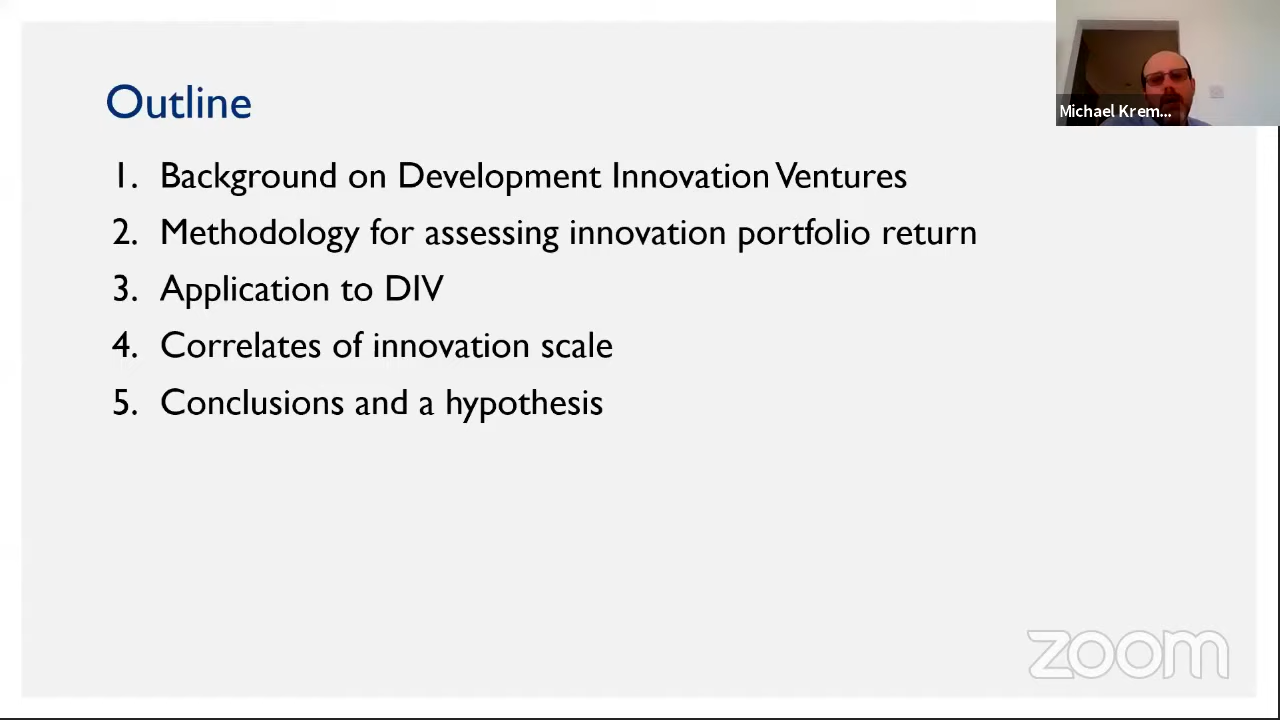 Outline
1. Background on Development Innovation Ventures
2. Methodology for assessing innovation portfolio return
3. Application to DIV
4. Correlates of innovation scale
5. Conclusions and a hypothesis
Michael Krem...
zoom